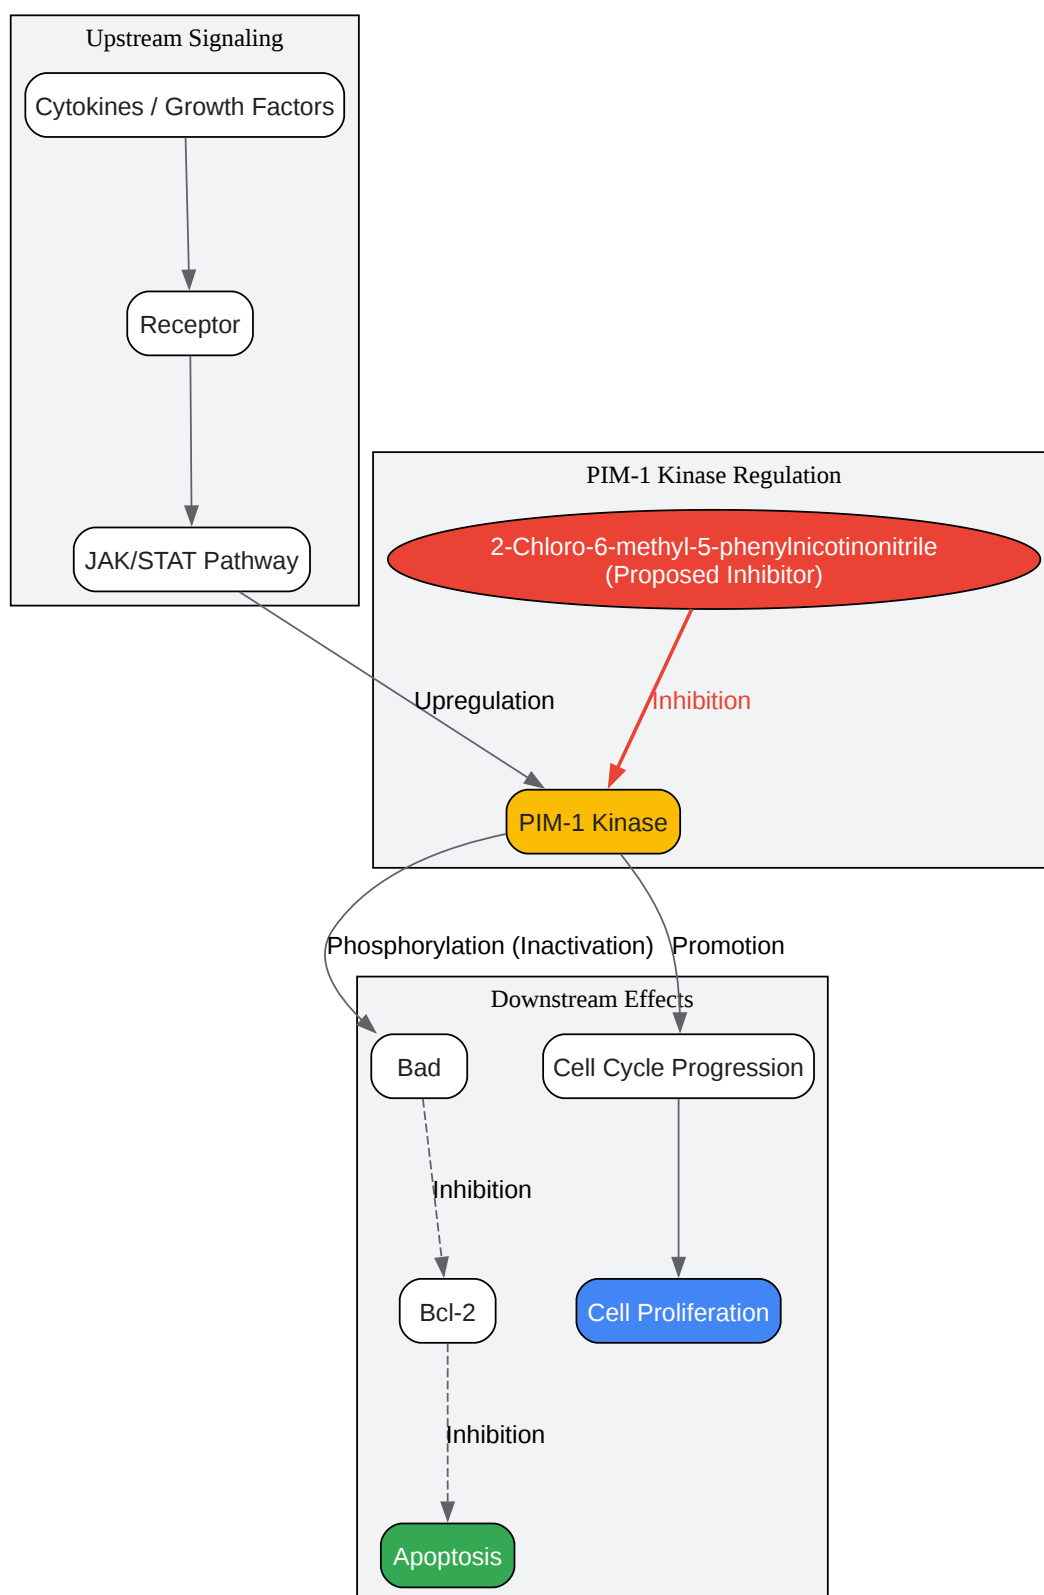 Upstream Signaling
Cytokines / Growth Factors
Receptor
JAK/STAT Pathway
PIM-1 Kinase Regulation
2-Chloro-6-methyl-5-phenylnicotinonitrile
(Proposed Inhibitor)
Upregulation
Inhibition
PIM-1 Kinase
Phosphorylation (Inactivation)
Promotion
Downstream Effects
Bad
Cell Cycle Progression
Inhibition
Bcl-2
Cell Proliferation
Inhibition
Apoptosis